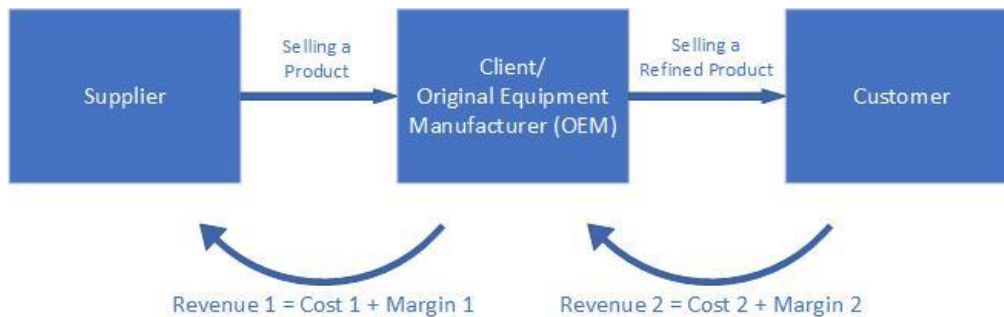 Supplier
Selling a
Product
Client/
Original Equipment
Manufacturer (OEM)
Selling a
Refined Product
Customer
Revenue 1 = Cost 1 + Margin 1
Revenue 2 = Cost 2 + Margin 2